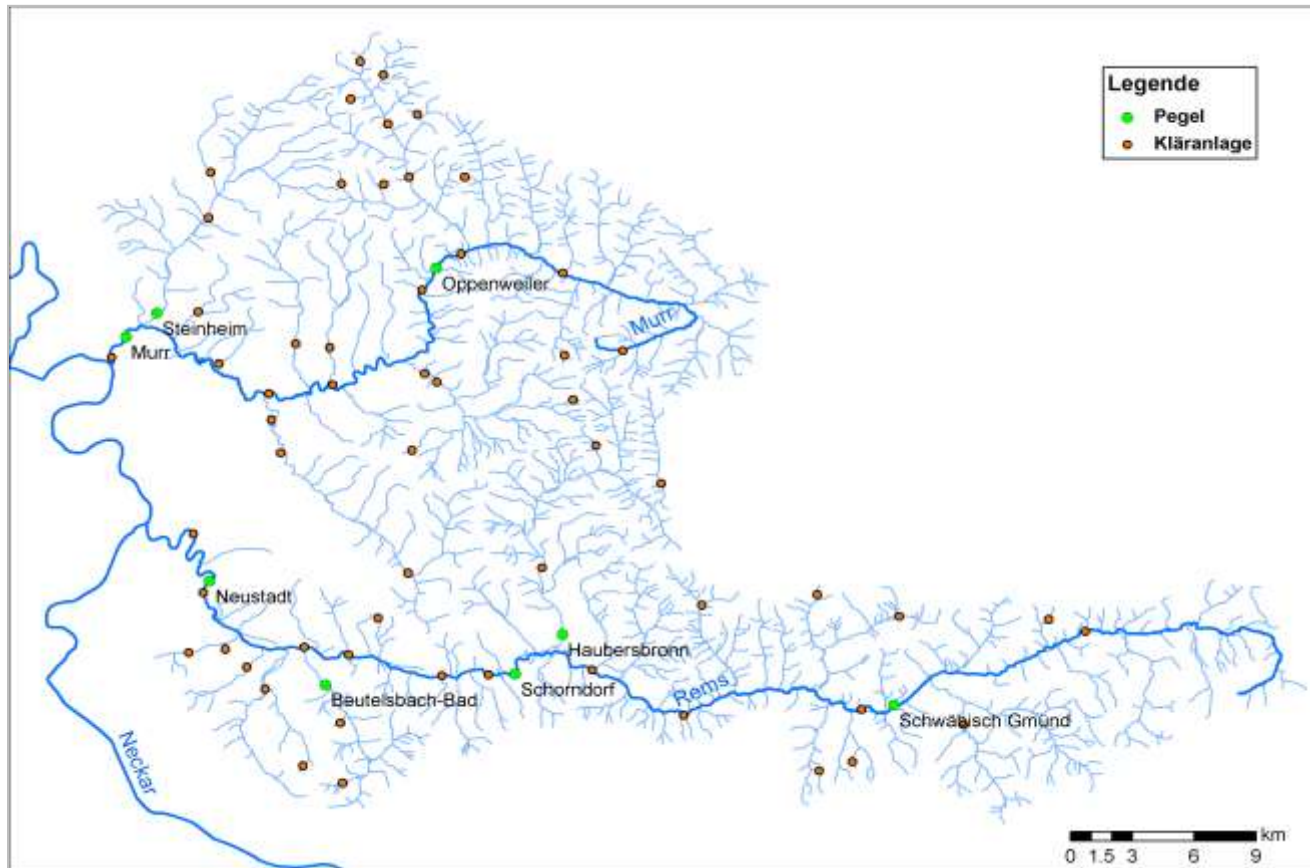 Legende
Pegel
Kläranlage
Oppenweiler
Murr
Steinheim
Murr
Neustadt
Haubersbronn
Schorndorf
Beutelsbach-Bad
Rems
Schwäbisch Gmünd
Neckar
km
0 1.5 3 6 9